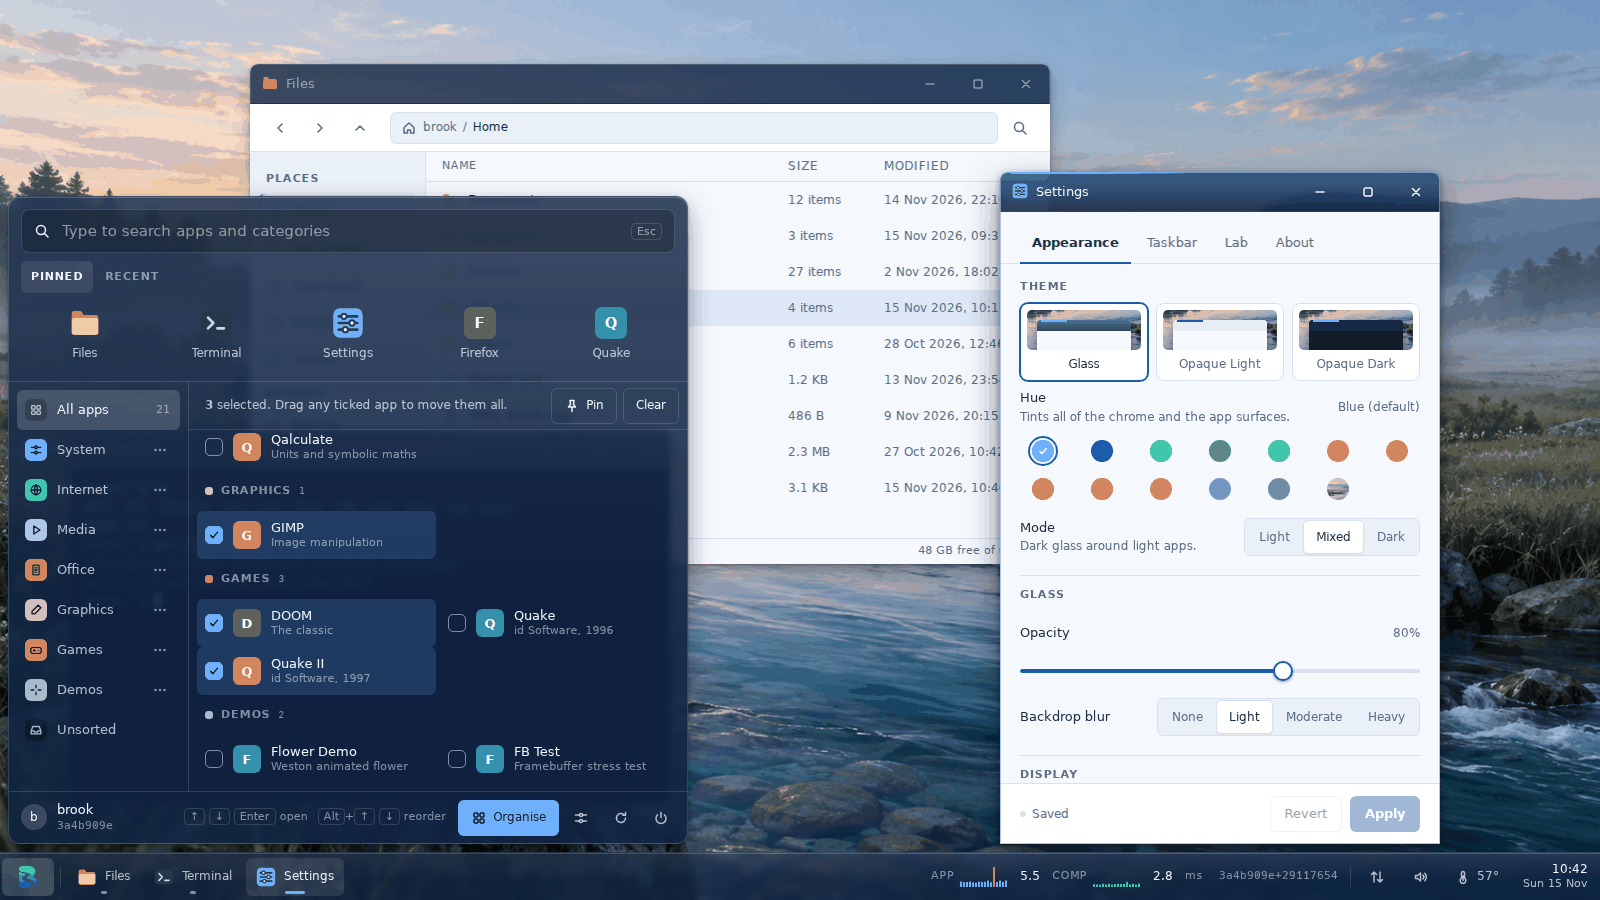 Files
brook / Home
PLACES
NAME SIZE MODIFIED
12 items 14 Nov 2026, 22:1
3 items 15 Nov 2026, 09:3
27 items 2 Nov 2026, 18:02
4 items 15 Nov 2026, 10:1
6 items 28 Oct 2026, 12:46
1.2 KB 13 Nov 2026, 23:5
486 B 9 Nov 2026, 20:15
2.3 MB 27 Oct 2026, 10:42
3.1 KB 15 Nov 2026, 10:4
48 GB free of
Type to search apps and categories Esc
PINNED RECENT
F Q
Files Terminal Settings Firefox Quake
All apps 21
System
Internet
Media
Office
Graphics
Games
Demos
Unsorted
3 selected. Drag any ticked app to move them all. Pin Clear
Q Qalculate
Units and symbolic maths
GRAPHICS 1
G GIMP
Image manipulation
GAMES 3
D DOOM
The classic
Q Quake
id Software, 1996
Q Quake II
id Software, 1997
DEMOS 2
F Flower Demo
Weston animated flower
F FB Test
Framebuffer stress test
b brook
3a4b909e
↑ ↓ Enter open Alt+↑ ↓ reorder Organise
Settings
Appearance Taskbar Lab About
THEME
Glass Opaque Light Opaque Dark
Hue
Tints all of the chrome and the app surfaces. Blue (default)
Mode
Dark glass around light apps. Light Mixed Dark
GLASS
Opacity 80%
Backdrop blur None Light Moderate Heavy
DISPLAY
Saved Revert Apply
Files Terminal Settings APP 5.5 COMP 2.8 ms 3a4b909e+29117654 57° 10:42
Sun 15 Nov